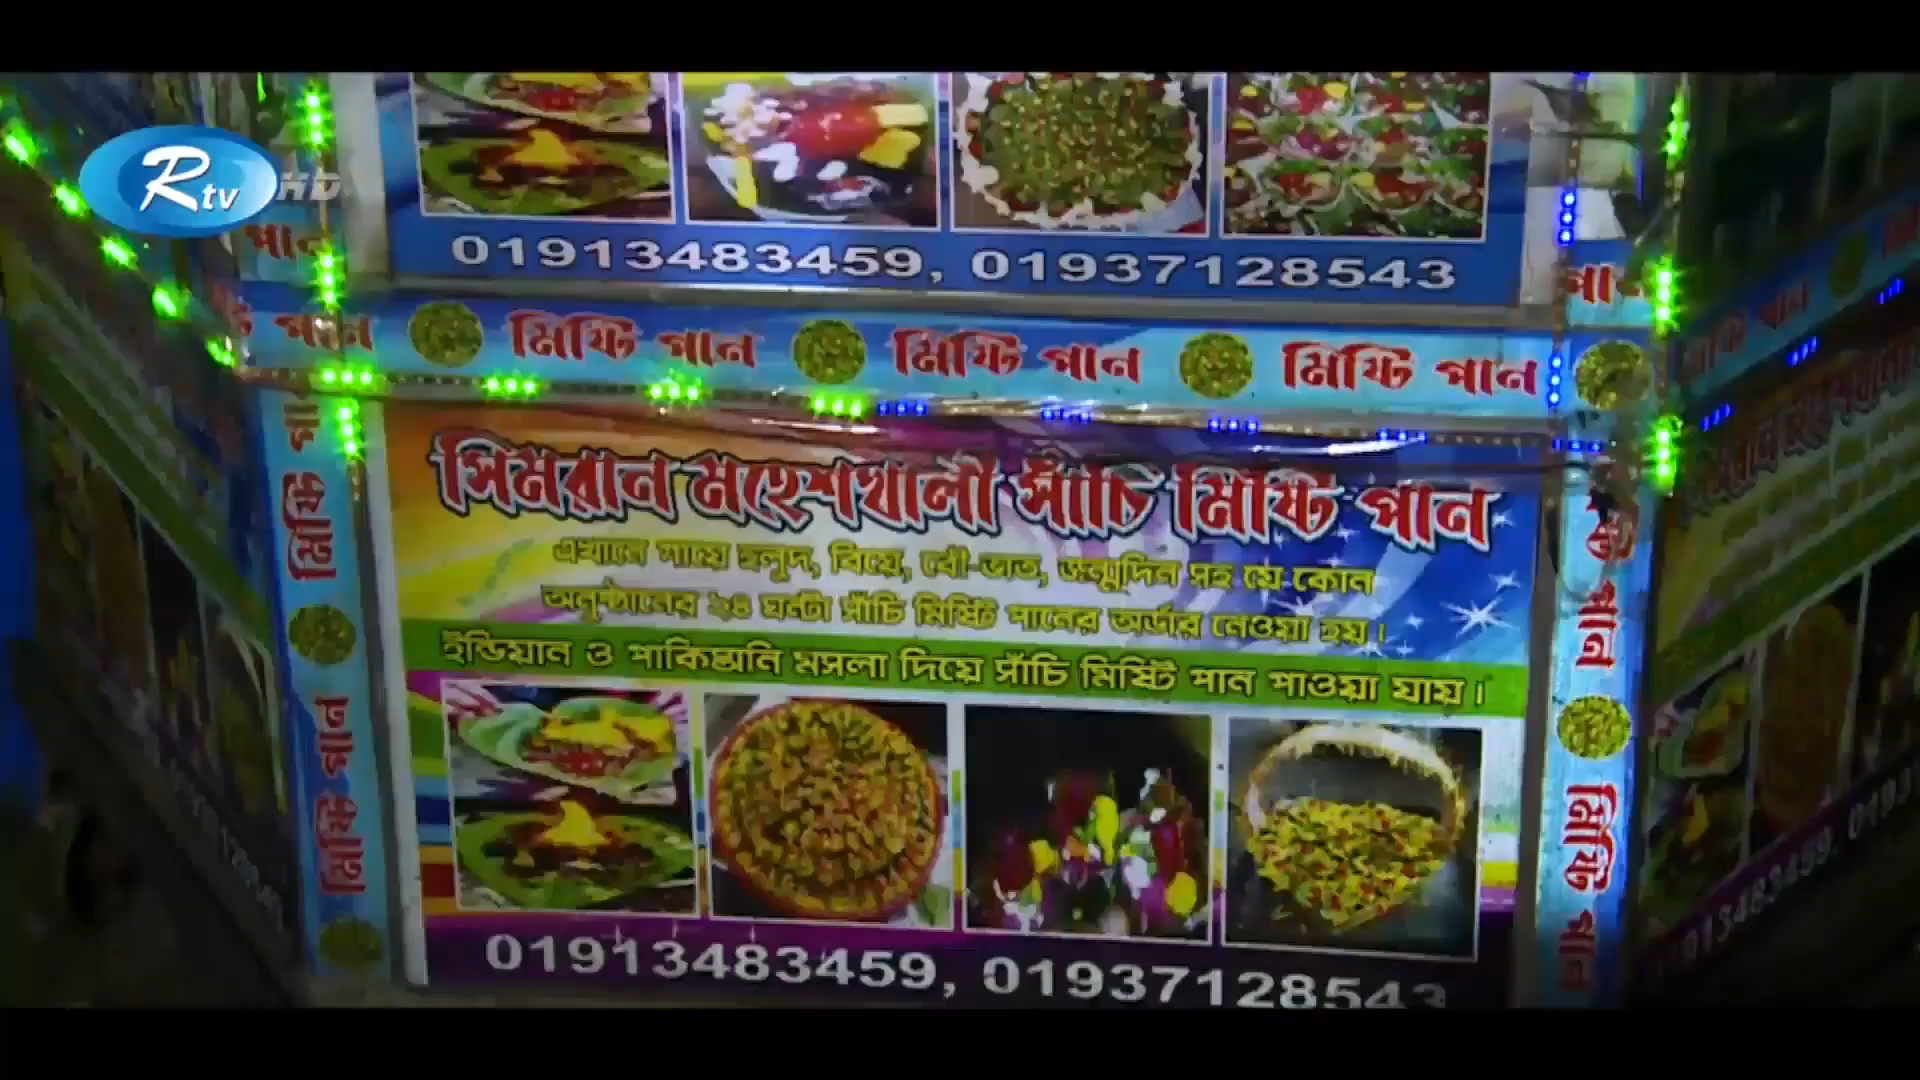 Rtv HD
01913483459, 01937128543
পান
মিষ্টি পান মিষ্টি পান মিষ্টি পান
পান
সিমরান মহেশখালী সাঁচি মিষ্টি পান
এখানে গায়ে হলুদ, বিয়ে, বৌ-ভাত, জন্মদিন সহ যে কোন
অনুষ্ঠানের ২৪ ঘন্টা সাঁচি মিষ্টি পানের অর্ডার নেওয়া হয়।
ইন্ডিয়ান ও পাকিস্তানি মসলা দিয়ে সাঁচি মিষ্টি পান পাওয়া যায়।
01913483459, 01937128543
মিষ্টি পান
মিষ্টি পান
পান
মিষ্টি পান